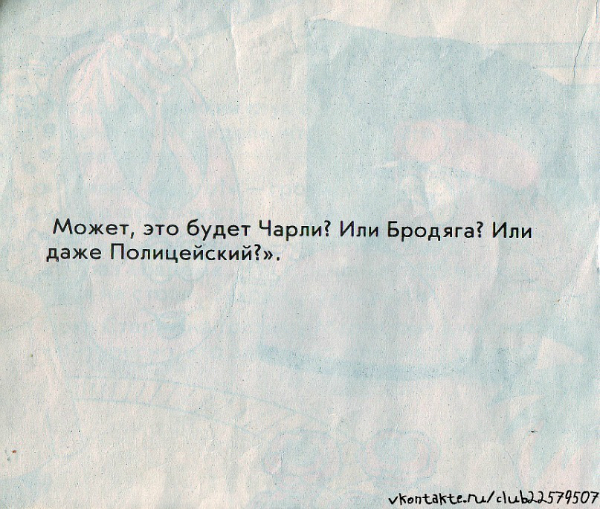 Может, это будет Чарли? Или Бродяга? Или
даже Полицейский?».
vkontakte.ru/club22579507